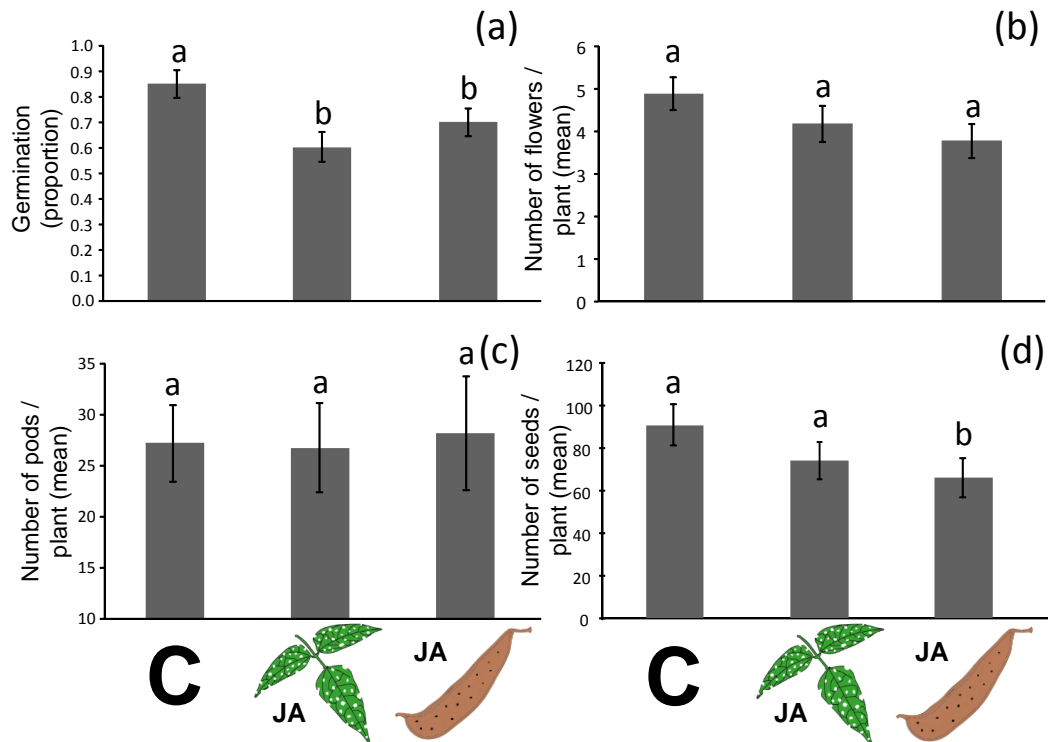 (a)
Germination
(proportion)
1.0
0.9
0.8
0.7
0.6
0.5
0.4
0.3
0.2
0.1
0.0
a
b
b
(b)
Number of flowers /
plant (mean)
6
5
4
3
2
1
0
a
a
a
(c)
Number of pods /
plant (mean)
35
30
25
20
15
10
a
a
a
(d)
Number of seeds /
plant (mean)
120
100
80
60
40
20
0
a
a
b
C
JA
JA
C
JA
JA